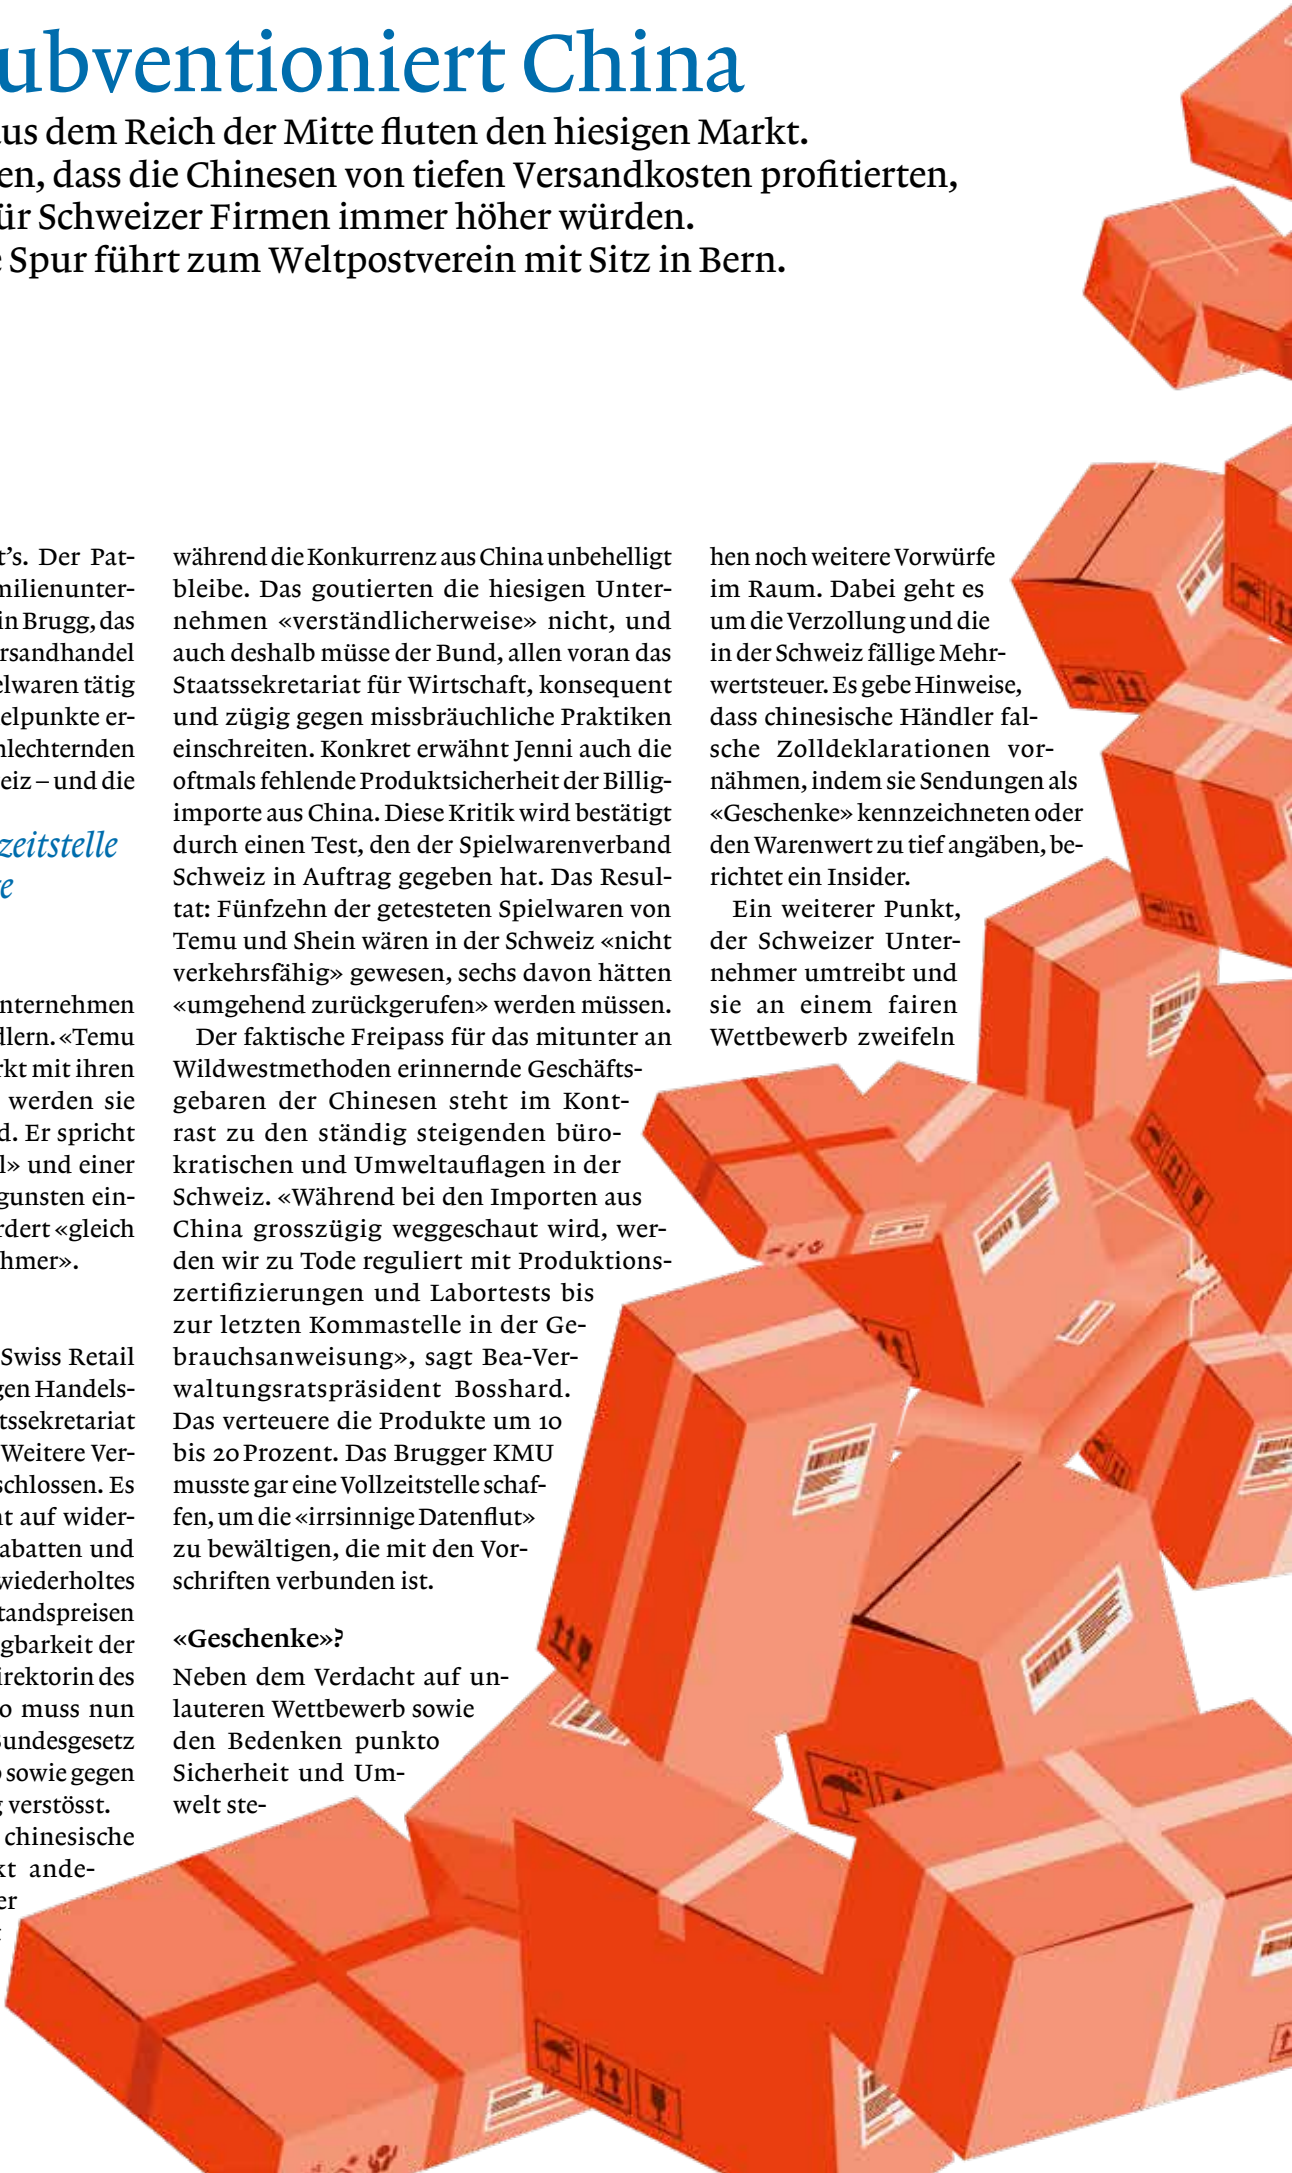 ubventioniert China
us dem Reich der Mitte fluten den hiesigen Markt.
en, dass die Chinesen von tiefen Versandkosten profitierten,
für Schweizer Firmen immer höher würden.
e Spur führt zum Weltpostverein mit Sitz in Bern.
t’s. Der Pat-
milienunter-
in Brugg, das
rsandhandel
elwaren tätig
elpunkte er-
hlechternden
eiz – und die
zeitstelle
e
nternehmen
dlern. «Temu
rkt mit ihren
werden sie
d. Er spricht
l» und einer
gunsten ein-
rdert «gleich
hmer».
Swiss Retail
gen Handels-
tssekretariat
Weitere Ver-
schlossen. Es
nt auf wider-
abatten und
wiederholtes
tandspreisen
gbarkeit der
irektorin des
o muss nun
Bundesgesetz
b sowie gegen
g verstösst.
chinesische
kt ande-
er
t
während die Konkurrenz aus China unbehelligt
bleibe. Das goutierten die hiesigen Unter-
nehmen «verständlicherweise» nicht, und
auch deshalb müsse der Bund, allen voran das
Staatssekretariat für Wirtschaft, konsequent
und zügig gegen missbräuchliche Praktiken
einschreiten. Konkret erwähnt Jenni auch die
oftmals fehlende Produktsicherheit der Billig-
importe aus China. Diese Kritik wird bestätigt
durch einen Test, den der Spielwarenverband
Schweiz in Auftrag gegeben hat. Das Resul-
tat: Fünfzehn der getesteten Spielwaren von
Temu und Shein wären in der Schweiz «nicht
verkehrsfähig» gewesen, sechs davon hätten
«umgehend zurückgerufen» werden müssen.
Der faktische Freipass für das mitunter an
Wildwestmethoden erinnernde Geschäfts-
gebaren der Chinesen steht im Kont-
rast zu den ständig steigenden büro-
kratischen und Umweltauflagen in der
Schweiz. «Während bei den Importen aus
China grosszügig weggeschaut wird, wer-
den wir zu Tode reguliert mit Produktions-
zertifizierungen und Labortests bis
zur letzten Kommastelle in der Ge-
brauchsanweisung», sagt Bea-Ver-
waltungsratspräsident Bosshard.
Das verteuere die Produkte um 10
bis 20 Prozent. Das Brugger KMU
musste gar eine Vollzeitstelle schaf-
fen, um die «irrsinnige Datenflut»
zu bewältigen, die mit den Vor-
schriften verbunden ist.
«Geschenke»?
Neben dem Verdacht auf un-
lauteren Wettbewerb sowie
den Bedenken punkto
Sicherheit und Um-
welt ste-
hen noch weitere Vorwürfe
im Raum. Dabei geht es
um die Verzollung und die
in der Schweiz fällige Mehr-
wertsteuer. Es gebe Hinweise,
dass chinesische Händler fal-
sche Zolldeklarationen vor-
nähmen, indem sie Sendungen als
«Geschenke» kennzeichneten oder
den Warenwert zu tief angäben, be-
richtet ein Insider.
Ein weiterer Punkt,
der Schweizer Unter-
nehmer umtreibt und
sie an einem fairen
Wettbewerb zweifeln